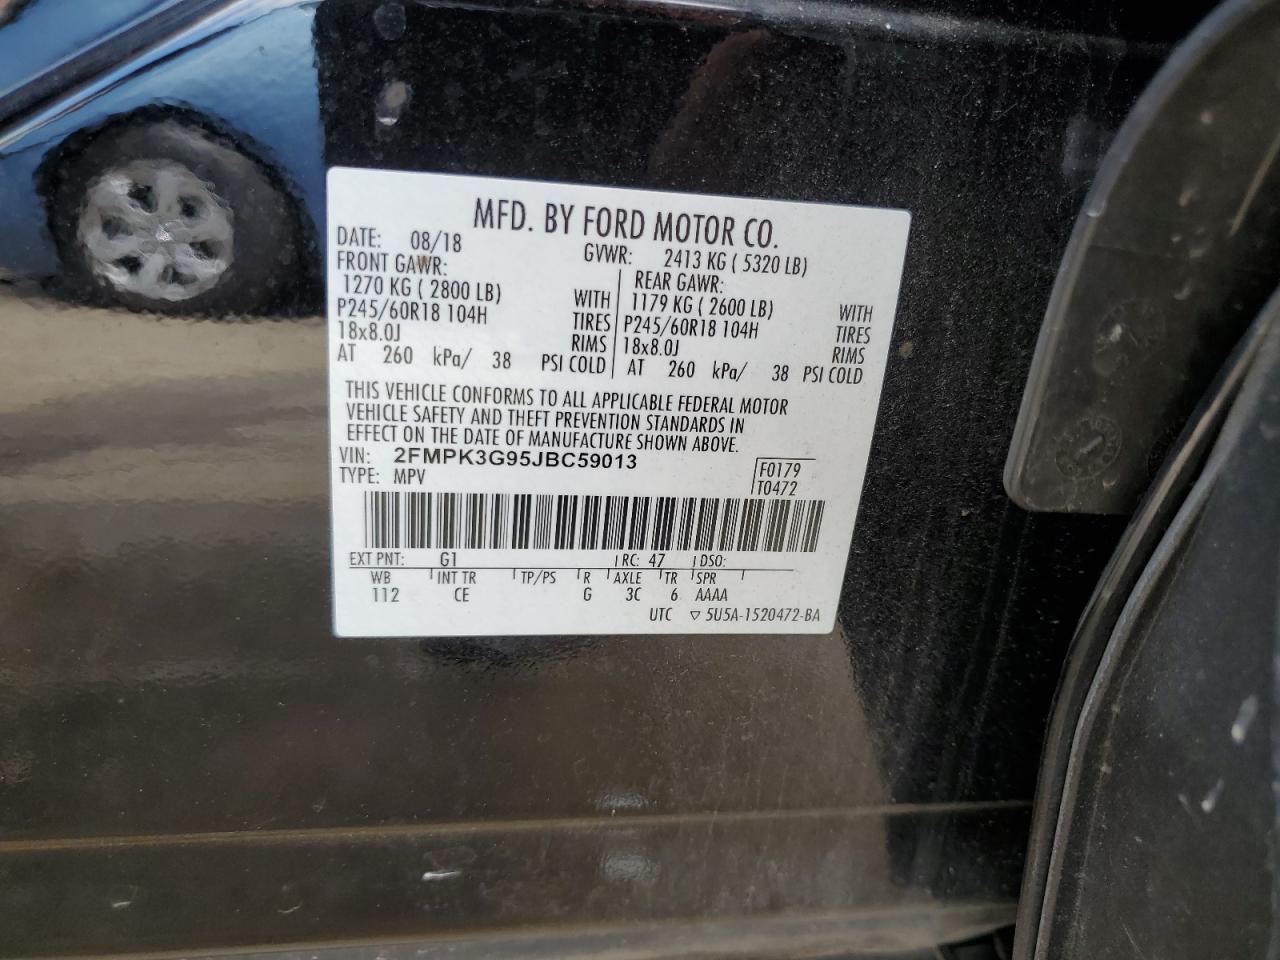 MFD. BY FORD MOTOR CO.
DATE: 08/18 GVWR: 2413 KG ( 5320 LB)
FRONT GAWR: REAR GAWR:
1270 KG ( 2800 LB) WITH 1179 KG ( 2600 LB) WITH
P245/60R18 104H TIRES P245/60R18 104H TIRES
18x8.0J RIMS 18x8.0J RIMS
AT 260 kPa/ 38 PSI COLD AT 260 kPa/ 38 PSI COLD
THIS VEHICLE CONFORMS TO ALL APPLICABLE FEDERAL MOTOR
VEHICLE SAFETY AND THEFT PREVENTION STANDARDS IN
EFFECT ON THE DATE OF MANUFACTURE SHOWN ABOVE.
VIN: 2FMPK3G95JBC59013 F0179
TYPE: MPV T0472
EXT PNT: G1 RC: 47 DSO:
WB INT TR TP/PS R AXLE TR SPR
112 CE G 3C 6 AAAA
UTC ▽ 5U5A-1520472-BA